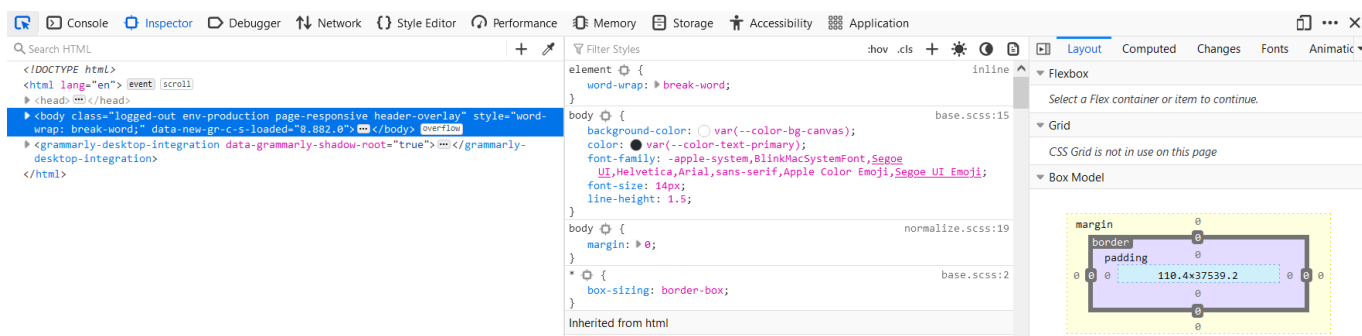 Console Inspector Debugger Network Style Editor Performance Memory Storage Accessibility Application
Search HTML
<!DOCTYPE html>
<html lang="en"> event scroll
<head> </head>
<body class="logged-out env-production page-responsive header-overlay" style="word-
wrap: break-word;" data-new-gr-c-s-loaded="8.882.0"> </body> overflow
<grammarly-desktop-integration data-grammarly-shadow-root="true"> </grammarly-
desktop-integration>
</html>
Filter Styles :hov .cls
element { inline
word-wrap: break-word;
}
body { base.scss:15
background-color: var(--color-bg-canvas);
color: var(--color-text-primary);
font-family: -apple-system,BlinkMacSystemFont,Segoe
UI,Helvetica,Arial,sans-serif,Apple Color Emoji,Segoe UI Emoji;
font-size: 14px;
line-height: 1.5;
}
body { normalize.scss:19
margin: 0;
}
* { base.scss:2
box-sizing: border-box;
}
Inherited from html
Layout Computed Changes Fonts Animatic
Flexbox
Select a Flex container or item to continue.
Grid
CSS Grid is not in use on this page
Box Model
margin 0
border 0
padding 0
0 0 0 110.4×37539.2 0 0 0
0
0
0